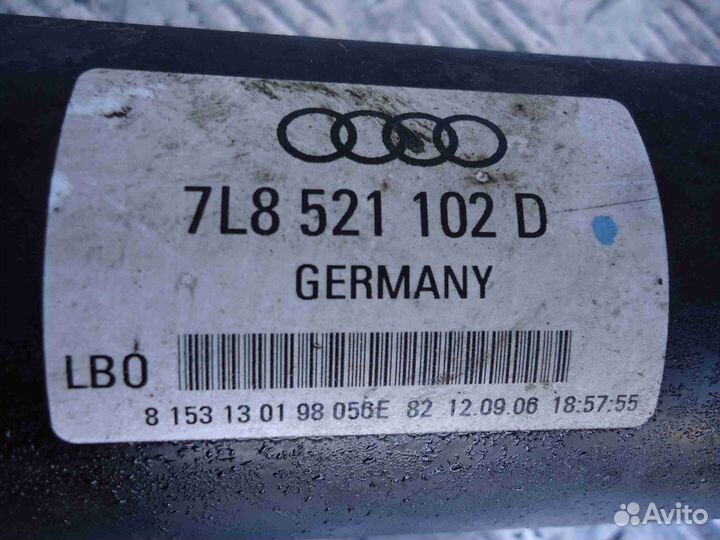 7L8 521 102 D
GERMANY
LBO
8 153 13 01 98 056E 82 12.09.06 18:57:55
Avito